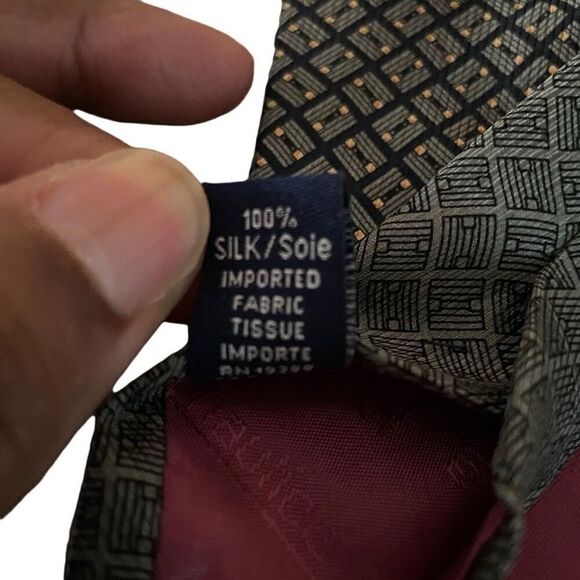 100%
SILK/Soie
IMPORTED
FABRIC
TISSUE
IMPORTE